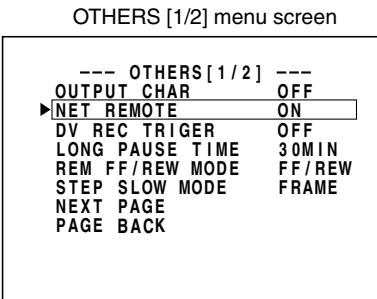 OTHERS [1/2] menu screen
--- OTHERS[1/2] ---
OUTPUT CHAR OFF
NET REMOTE ON
DV REC TRIGER OFF
LONG PAUSE TIME 30MIN
REM FF/REW MODE FF/REW
STEP SLOW MODE FRAME
NEXT PAGE
PAGE BACK